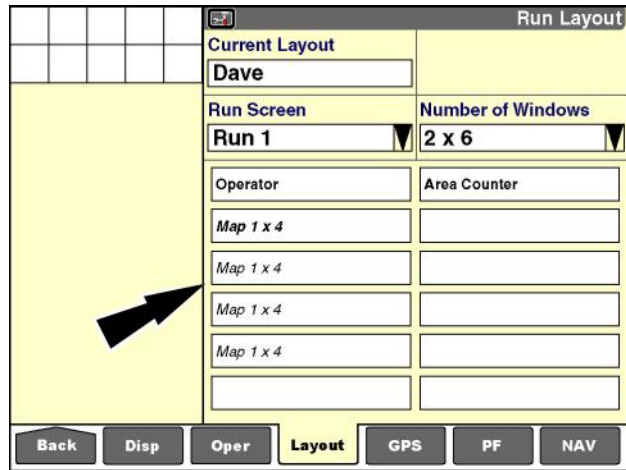 Run Layout
Current Layout
Dave
Run Screen Number of Windows
Run 1 2 x 6
Operator Area Counter
Map 1 x 4
Map 1 x 4
Map 1 x 4
Map 1 x 4
Back Disp Oper Layout GPS PF NAV